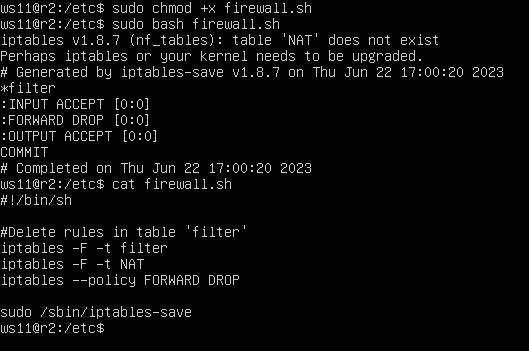 ws11@r2:/etc$ sudo chmod +x firewall.sh
ws11@r2:/etc$ sudo bash firewall.sh
iptables v1.8.7 (nf_tables): table 'NAT' does not exist
Perhaps iptables or your kernel needs to be upgraded.
# Generated by iptables-save v1.8.7 on Thu Jun 22 17:00:20 2023
*filter
:INPUT ACCEPT [0:0]
:FORWARD DROP [0:0]
:OUTPUT ACCEPT [0:0]
COMMIT
# Completed on Thu Jun 22 17:00:20 2023
ws11@r2:/etc$ cat firewall.sh
#!/bin/sh

#Delete rules in table 'filter'
iptables -F -t filter
iptables -F -t NAT
iptables --policy FORWARD DROP

sudo /sbin/iptables-save
ws11@r2:/etc$